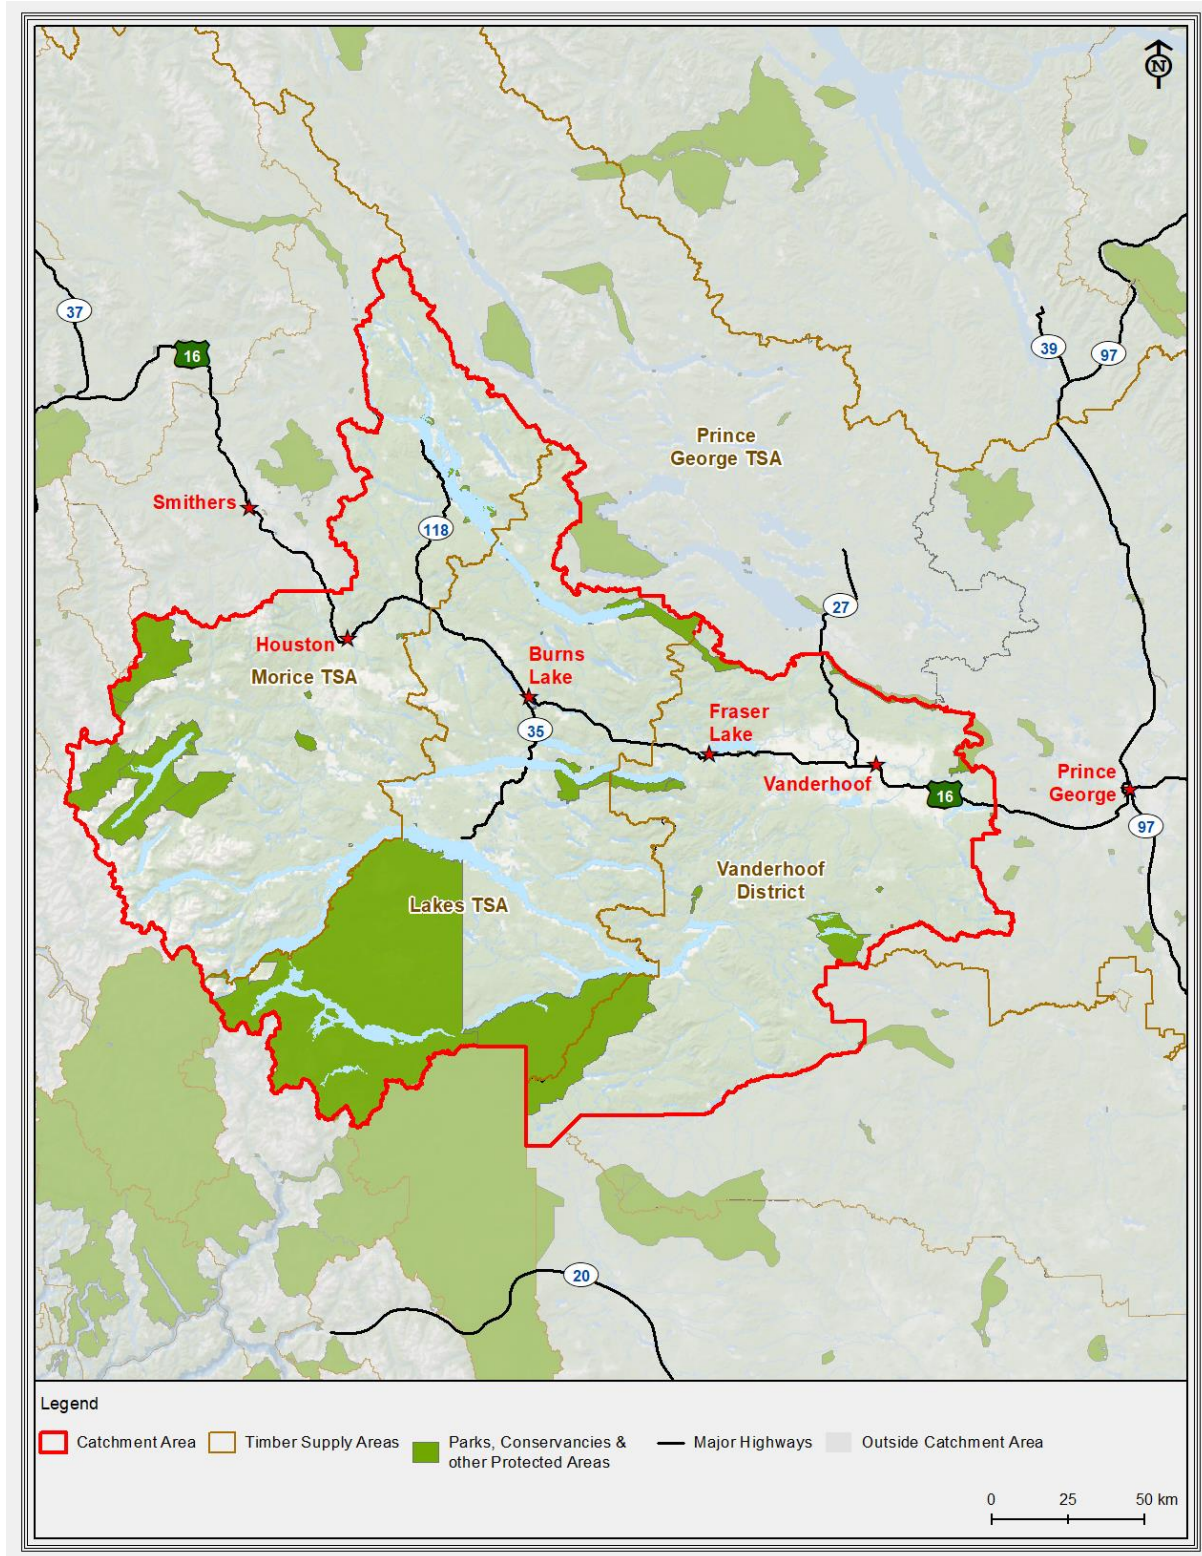 N
37
16
39
97
Prince
George TSA
Smithers
118
27
Houston
Morice TSA
Burns
Lake
35
Fraser
Lake
Vanderhoof
16
Prince
George
97
Vanderhoof
District
Lakes TSA
20
Legend
Catchment Area
Timber Supply Areas
Parks, Conservancies &
other Protected Areas
Major Highways
Outside Catchment Area
0 25 50 km